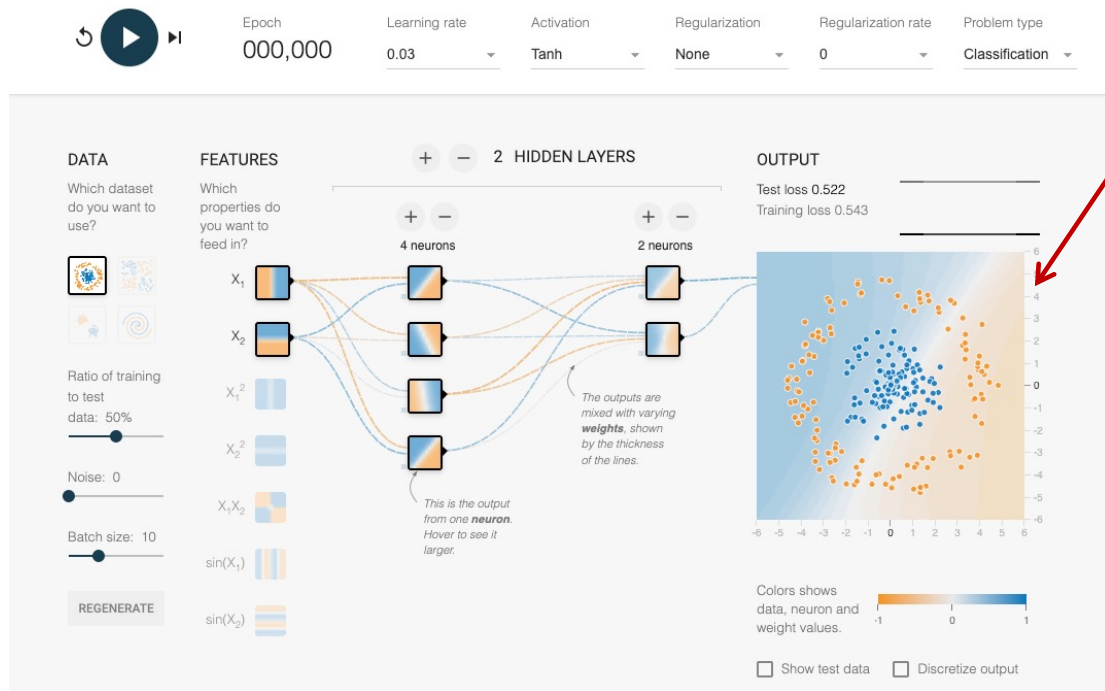 Epoch
000,000
Learning rate
0.03
Activation
Tanh
Regularization
None
Regularization rate
0
Problem type
Classification
DATA
Which dataset
do you want to
use?
Ratio of training
to test
data: 50%
Noise: 0
Batch size: 10
REGENERATE
FEATURES
Which
properties do
you want to
feed in?
X₁
X₂
X₁²
X₂²
X₁X₂
sin(X₁)
sin(X₂)
+ − 2 HIDDEN LAYERS
+ −
4 neurons
+ −
2 neurons
The outputs are
mixed with varying
weights, shown
by the thickness
of the lines.
This is the output
from one neuron.
Hover to see it
larger.
OUTPUT
Test loss 0.522
Training loss 0.543
6
4
3
2
1
0
-1
-2
-3
-4
-5
-6
-6 -5 -4 -3 -2 -1 0 1 2 3 4 5 6
Colors shows
data, neuron and
weight values.
-1 0 1
Show test data
Discretize output